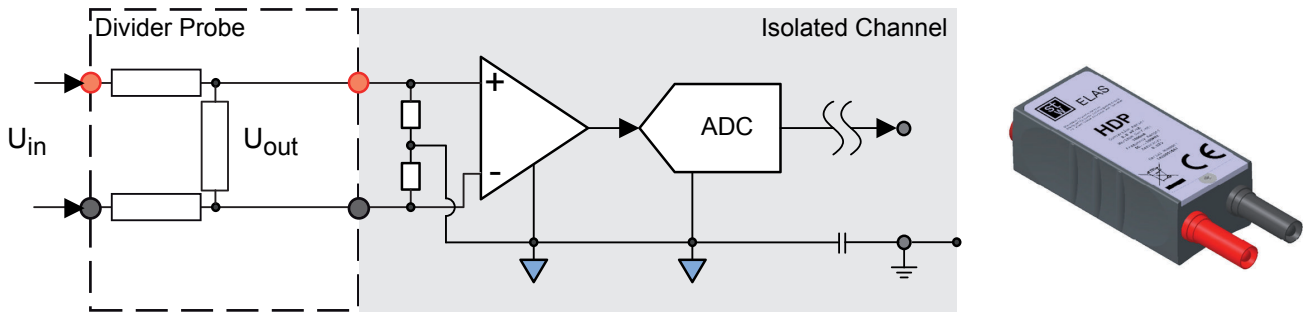 Divider Probe
Isolated Channel
U_in
U_out
+
-
ADC
ELAS
HDP
CE